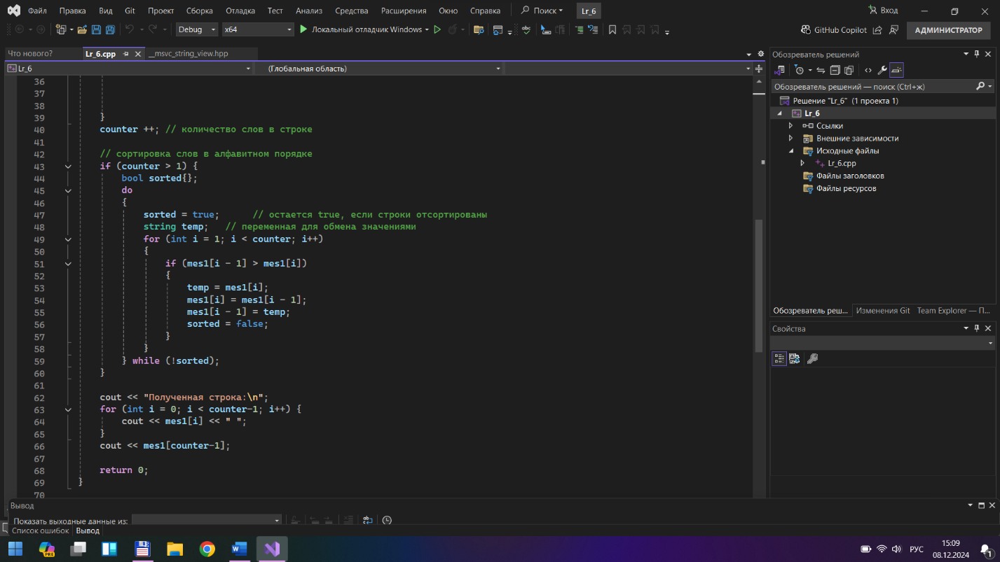 Файл Правка Вид Git Проект Сборка Отладка Тест Анализ Средства Расширения Окно Справка Поиск Lr_6 Вход
Debug x64 Локальный отладчик Windows GitHub Copilot АДМИНИСТРАТОР
Что нового? Lr_6.cpp __msvc_string_view.hpp
Lr_6 (Глобальная область)
36
37
38
39 }
40 counter ++; // количество слов в строке
41
42 // сортировка слов в алфавитном порядке
43 if (counter > 1) {
44 bool sorted{};
45 do
46 {
47 sorted = true; // остается true, если строки отсортированы
48 string temp; // переменная для обмена значениями
49 for (int i = 1; i < counter; i++)
50 {
51 if (mes1[i - 1] > mes1[i])
52 {
53 temp = mes1[i];
54 mes1[i] = mes1[i - 1];
55 mes1[i - 1] = temp;
56 sorted = false;
57 }
58 }
59 } while (!sorted);
60 }
61
62 cout << "Полученная строка:\n";
63 for (int i = 0; i < counter-1; i++) {
64 cout << mes1[i] << " ";
65 }
66 cout << mes1[counter-1];
67
68 return 0;
69 }
70
Обозреватель решений
Обозреватель решений — поиск (Ctrl+ж)
Решение "Lr_6" (1 проекта 1)
Lr_6
Ссылки
Внешние зависимости
Исходные файлы
Lr_6.cpp
Файлы заголовков
Файлы ресурсов
Обозреватель реш... Изменения Git Team Explorer — П...
Свойства
Вывод
Показать выходные данные из:
Список ошибок Вывод
РУС 15:09
08.12.2024
1